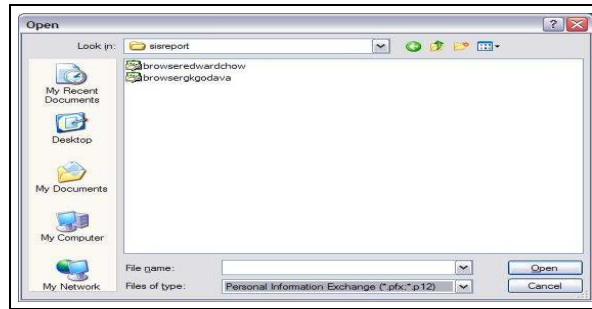 Open
Look in: sisreport
browseredwardchow
browsergkgodava
My Recent
Documents
Desktop
My Documents
My Computer
My Network
File name:
Open
Files of type: Personal Information Exchange (*.pfx;*.p12)
Cancel